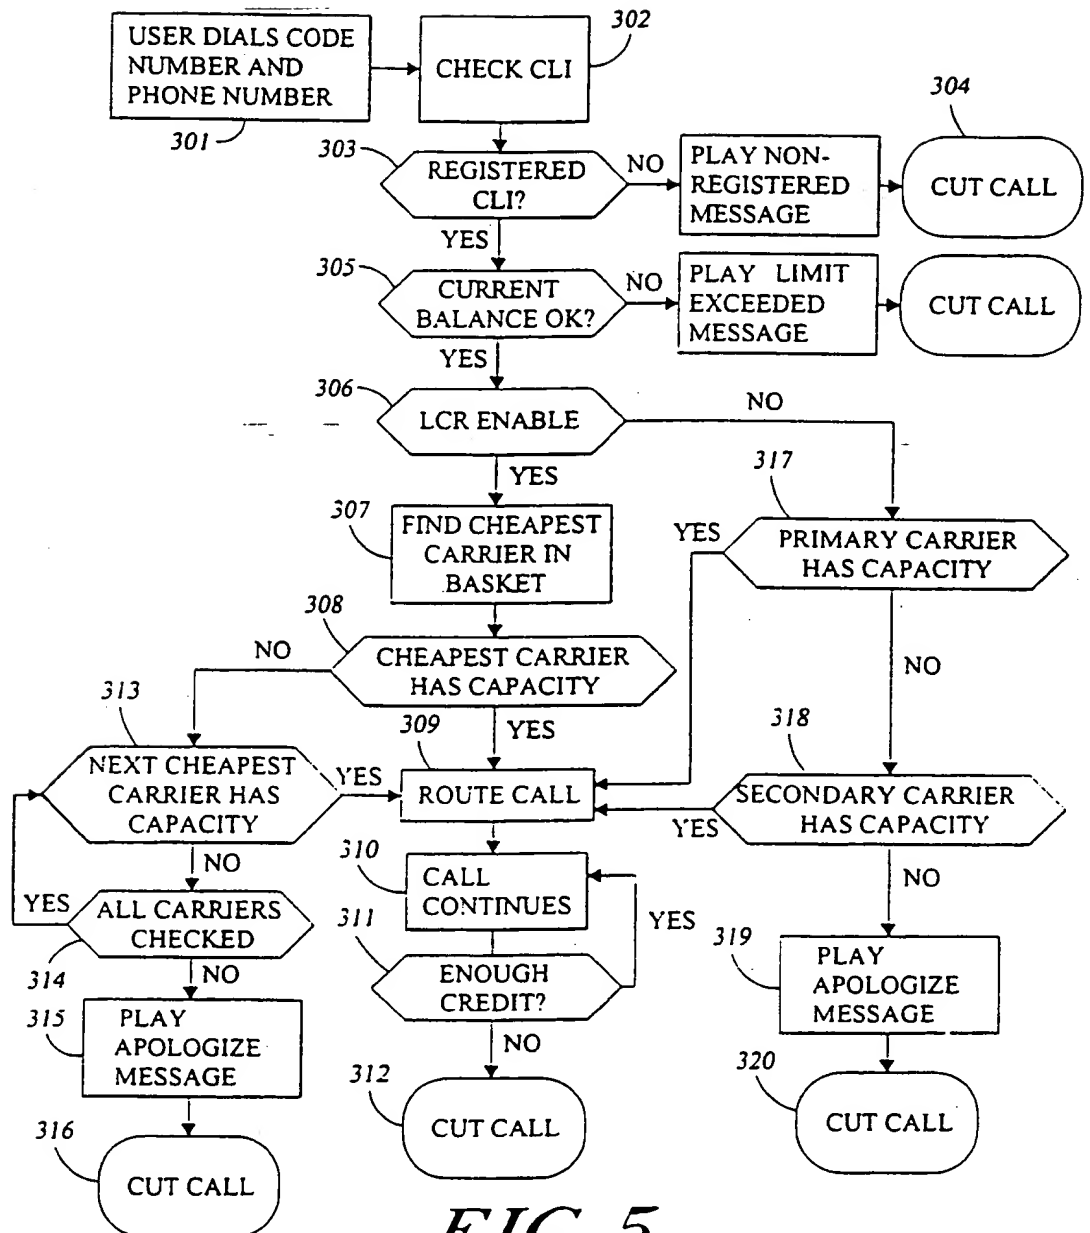 USER DIALS CODE
NUMBER AND
PHONE NUMBER
301
CHECK CLI
302
303
REGISTERED
CLI?
NO
PLAY NON-
REGISTERED
MESSAGE
304
CUT CALL
YES
305
CURRENT
BALANCE OK?
NO
PLAY LIMIT
EXCEEDED
MESSAGE
CUT CALL
YES
306
LCR ENABLE
NO
YES
307
FIND CHEAPEST
CARRIER IN
BASKET
317
YES
PRIMARY CARRIER
HAS CAPACITY
308
NO
CHEAPEST CARRIER
HAS CAPACITY
NO
313
309
YES
318
NEXT CHEAPEST
CARRIER HAS
CAPACITY
YES
ROUTE CALL
SECONDARY CARRIER
HAS CAPACITY
YES
NO
310
CALL
CONTINUES
NO
YES
ALL CARRIERS
CHECKED
314
311
YES
ENOUGH
CREDIT?
319
PLAY
APOLOGIZE
MESSAGE
NO
315
PLAY
APOLOGIZE
MESSAGE
NO
312
CUT CALL
320
CUT CALL
316
CUT CALL
FIG. 5